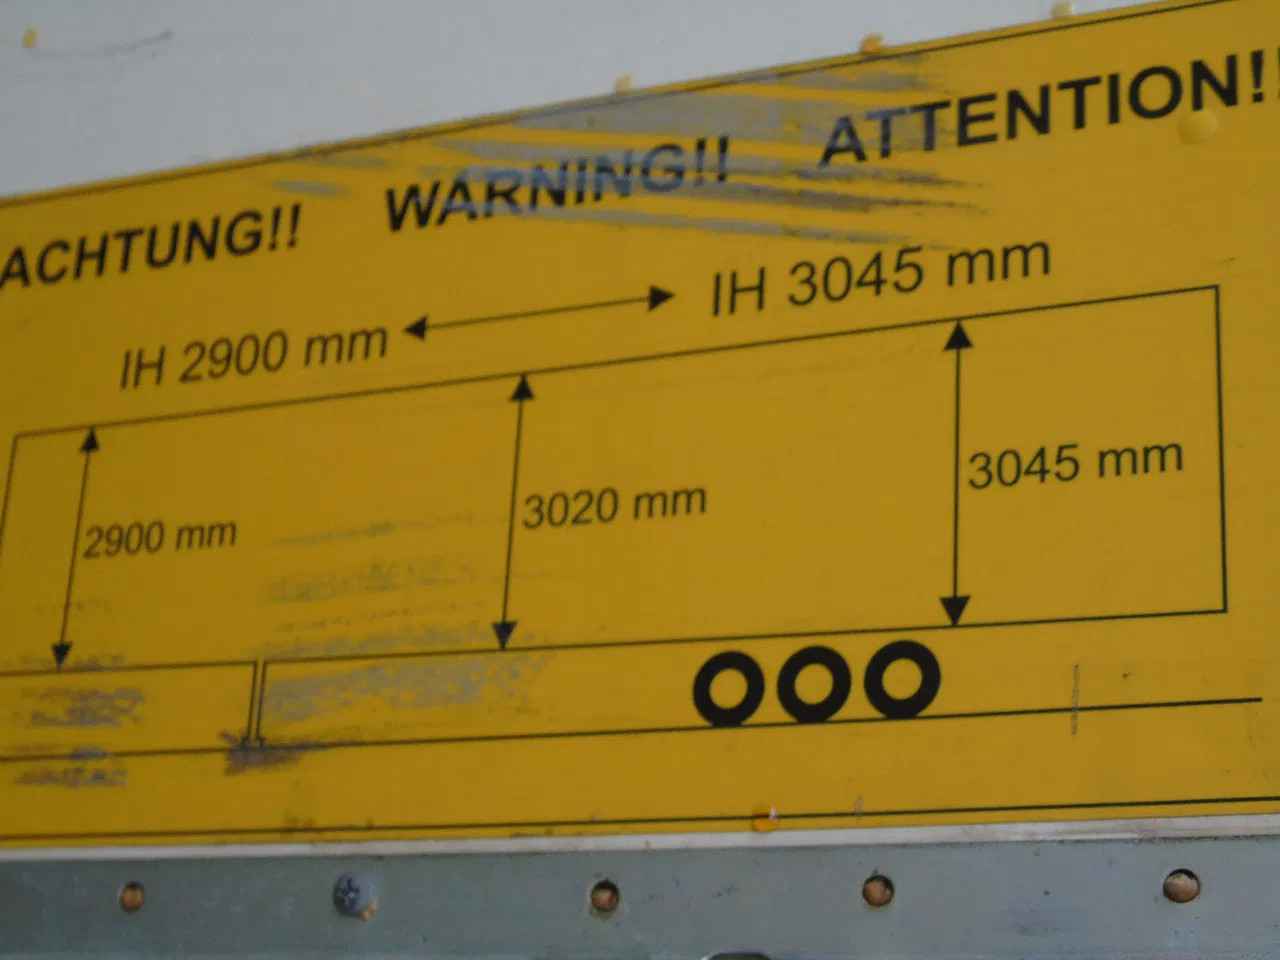 ACHTUNG!! WARNING!! ATTENTION!!
IH 2900 mm IH 3045 mm
2900 mm 3020 mm 3045 mm